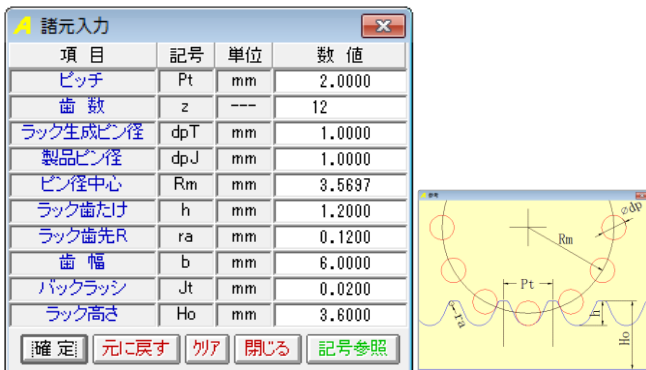 諸元入力
項 目 記号 単位 数 値
ピッチ Pt mm 2.0000
歯 数 z --- 12
ラック生成ピン径 dpT mm 1.0000
製品ピン径 dpJ mm 1.0000
ピン径中心 Rm mm 3.5697
ラック歯たけ h mm 1.2000
ラック歯先R ra mm 0.1200
歯 幅 b mm 6.0000
バックラッシ Jt mm 0.0200
ラック高さ Ho mm 3.6000
確 定 元に戻す クリア 閉じる 記号参照
参考
ødp
Rm
Pt
ra
h
Ho